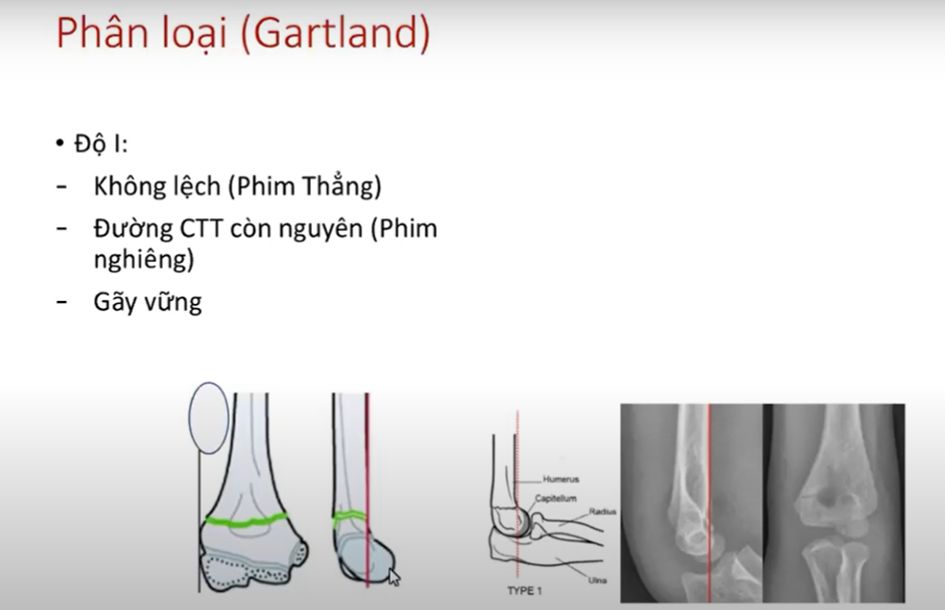 Phân loại (Gartland)
• Độ I:
- Không lệch (Phim Thẳng)
- Đường CTT còn nguyên (Phim
nghiêng)
- Gãy vững
Humerus
Capitellum
Radius
Ulna
TYPE 1